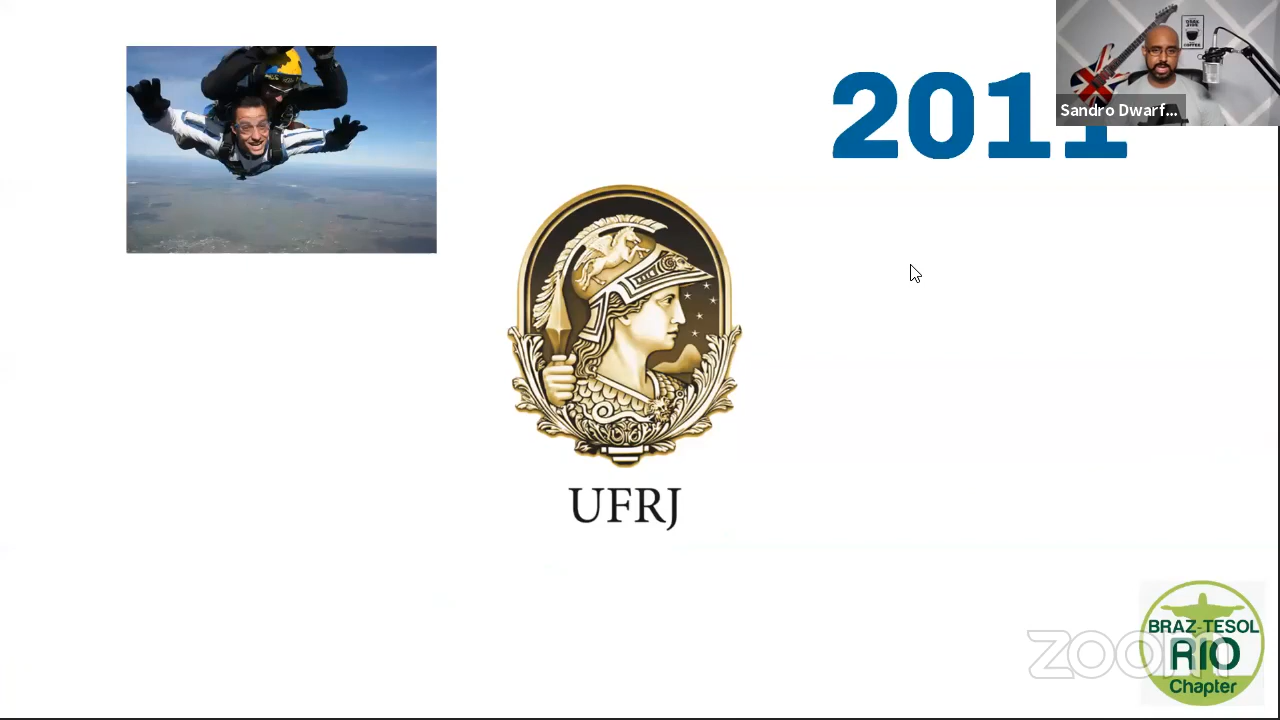 2011
Sandro Dwarf...
UFRJ
BRAZ-TESOL
RIO
Chapter
zoom